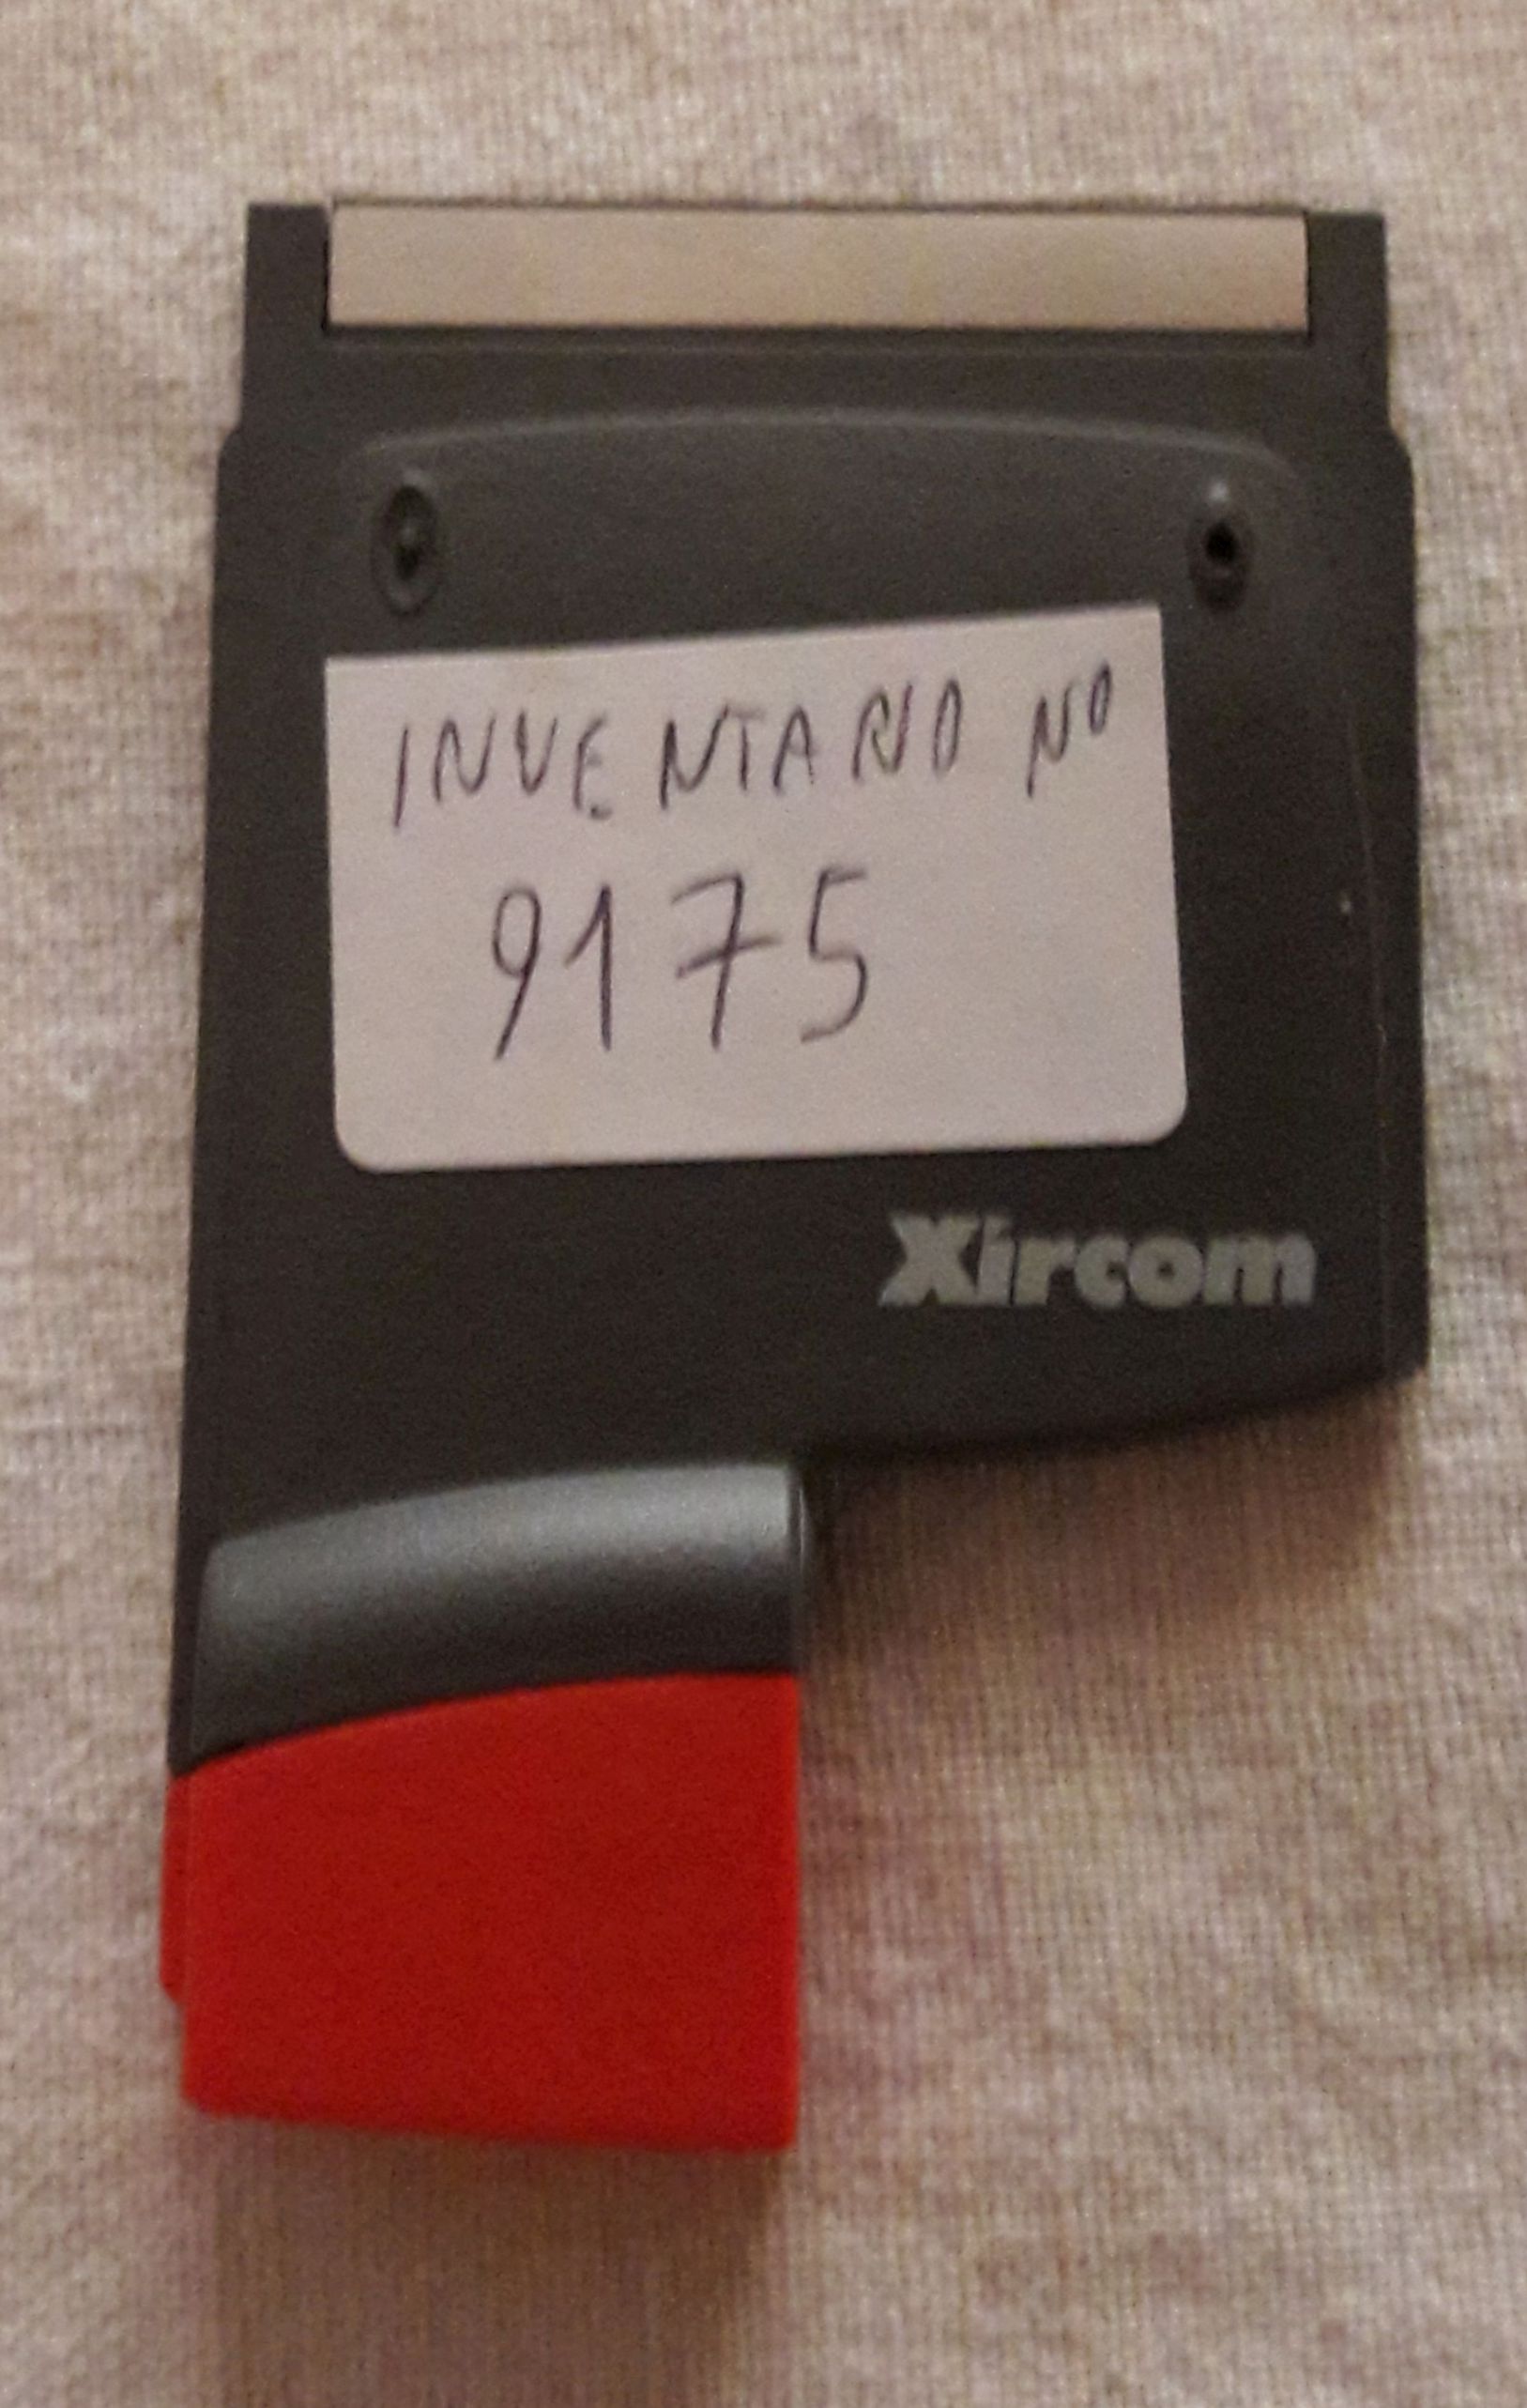 INVENTARIO Nº
9175
Xircom